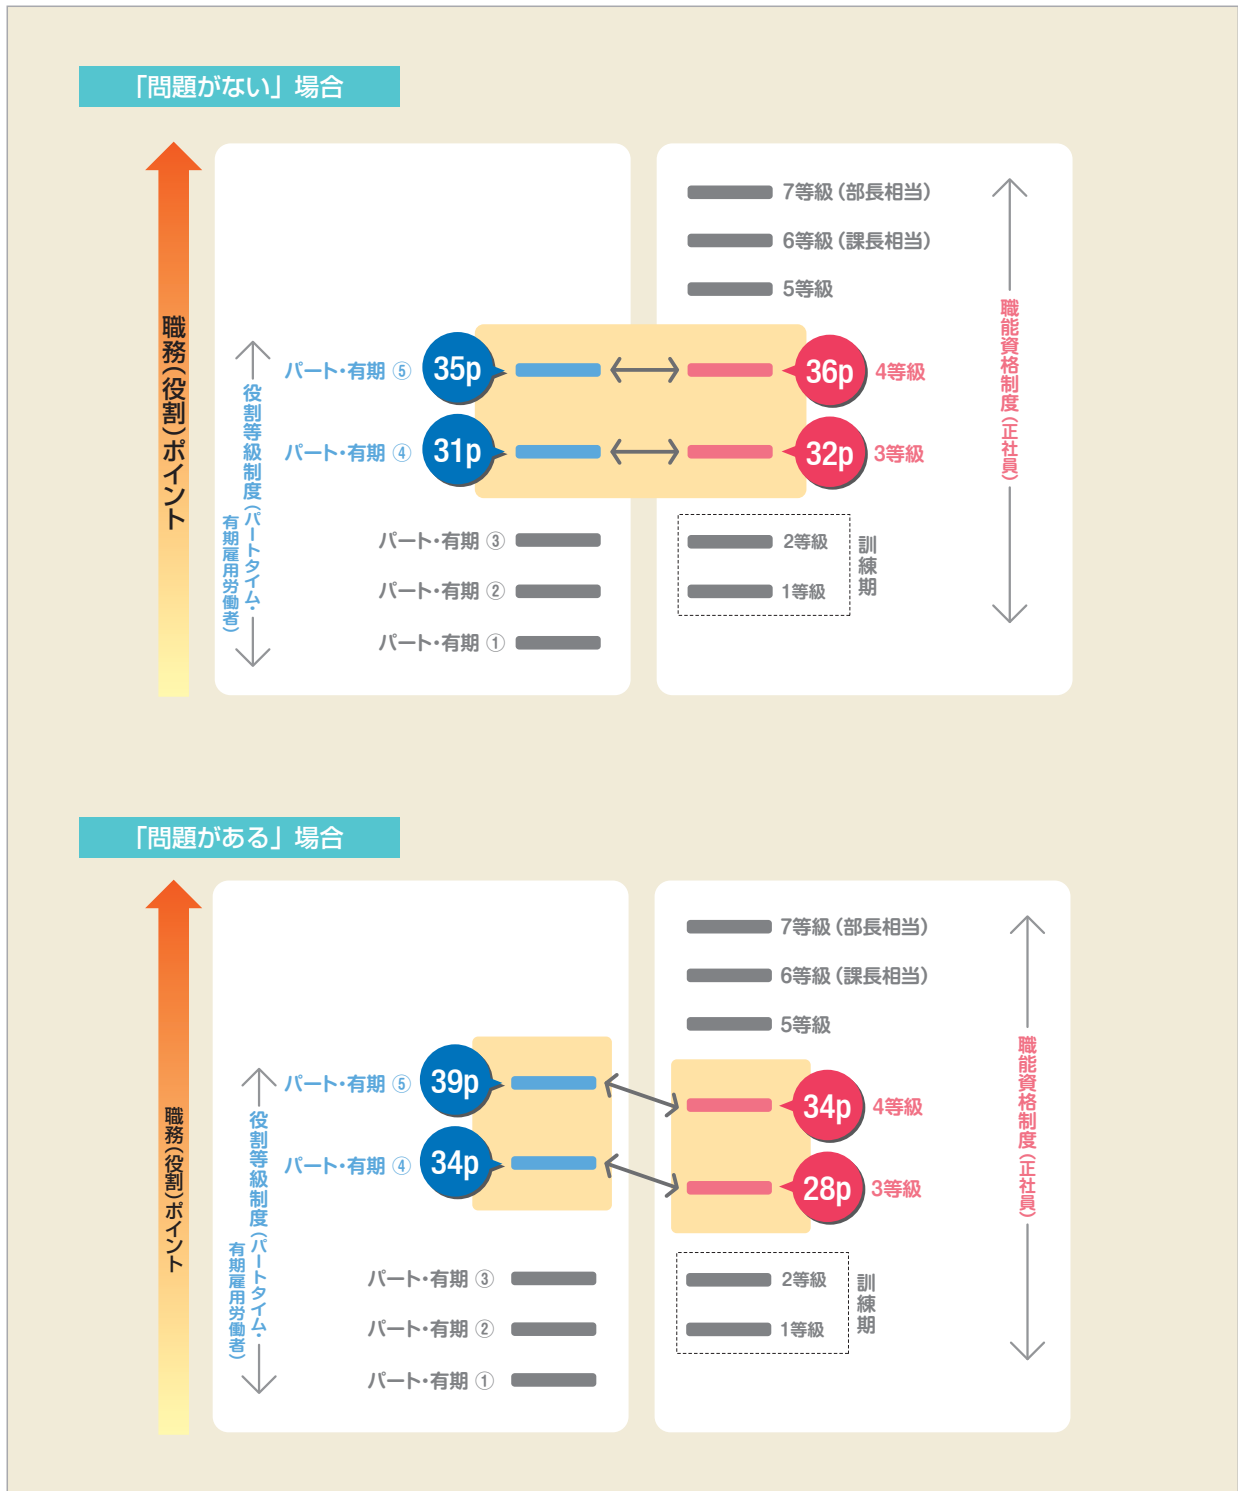 「問題がない」場合
職務(役割)ポイント
役割等級制度(パートタイム・
有期雇用労働者)
パート・有期 ⑤
35p
パート・有期 ④
31p
パート・有期 ③
パート・有期 ②
パート・有期 ①
7等級(部長相当)
6等級(課長相当)
5等級
36p
4等級
32p
3等級
2等級
1等級
訓練期
職能資格制度(正社員)
「問題がある」場合
職務(役割)ポイント
役割等級制度(パートタイム・
有期雇用労働者)
パート・有期 ⑤
39p
パート・有期 ④
34p
パート・有期 ③
パート・有期 ②
パート・有期 ①
7等級(部長相当)
6等級(課長相当)
5等級
34p
4等級
28p
3等級
2等級
1等級
訓練期
職能資格制度(正社員)